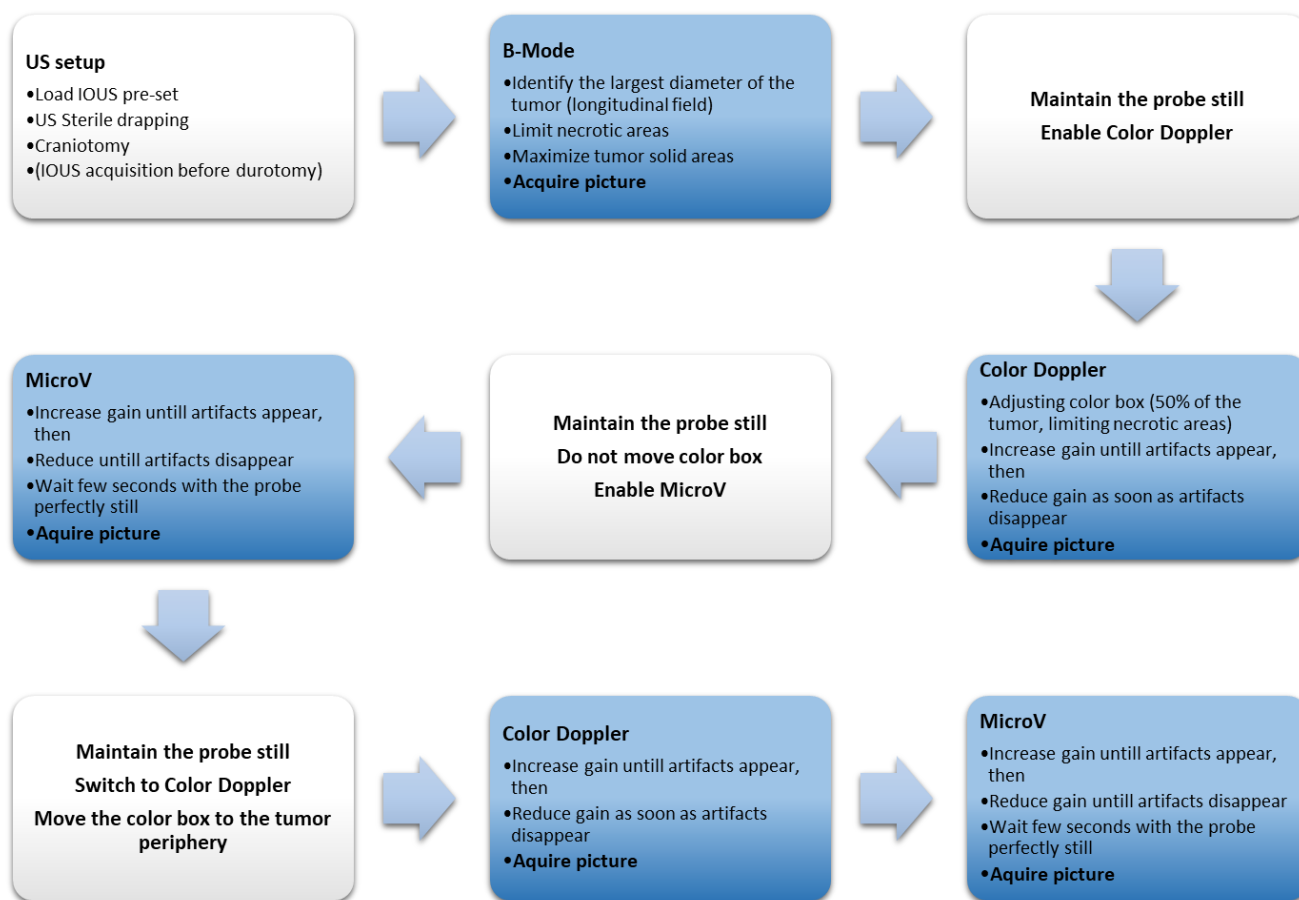 US setup
•Load IOUS pre-set
•US Sterile drapping
•Craniotomy
•(IOUS acquisition before durotomy)
B-Mode
•Identify the largest diameter of the
tumor (longitudinal field)
•Limit necrotic areas
•Maximize tumor solid areas
•Acquire picture
Maintain the probe still
Enable Color Doppler
Color Doppler
•Adjusting color box (50% of the
tumor, limiting necrotic areas)
•Increase gain untill artifacts appear,
then
•Reduce gain as soon as artifacts
disappear
•Aquire picture
Maintain the probe still
Do not move color box
Enable MicroV
MicroV
•Increase gain untill artifacts appear,
then
•Reduce untill artifacts disappear
•Wait few seconds with the probe
perfectly still
•Aquire picture
Maintain the probe still
Switch to Color Doppler
Move the color box to the tumor
periphery
Color Doppler
•Increase gain untill artifacts appear,
then
•Reduce gain as soon as artifacts
disappear
•Aquire picture
MicroV
•Increase gain untill artifacts appear,
then
•Reduce gain untill artifacts disappear
•Wait few seconds with the probe
perfectly still
•Aquire picture